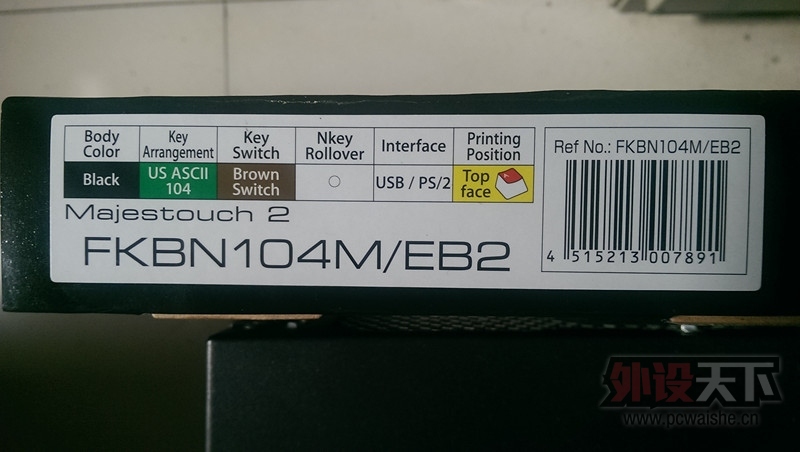 Body Color
Key Arrangement
Key Switch
Nkey Rollover
Interface
Printing Position
Black
US ASCII 104
Brown Switch
○
USB / PS/2
Top face
Majestouch 2
FKBN104M/EB2
Ref No.: FKBN104M/EB2
4 515213 007891
外设天下
www.pcwaishe.cn